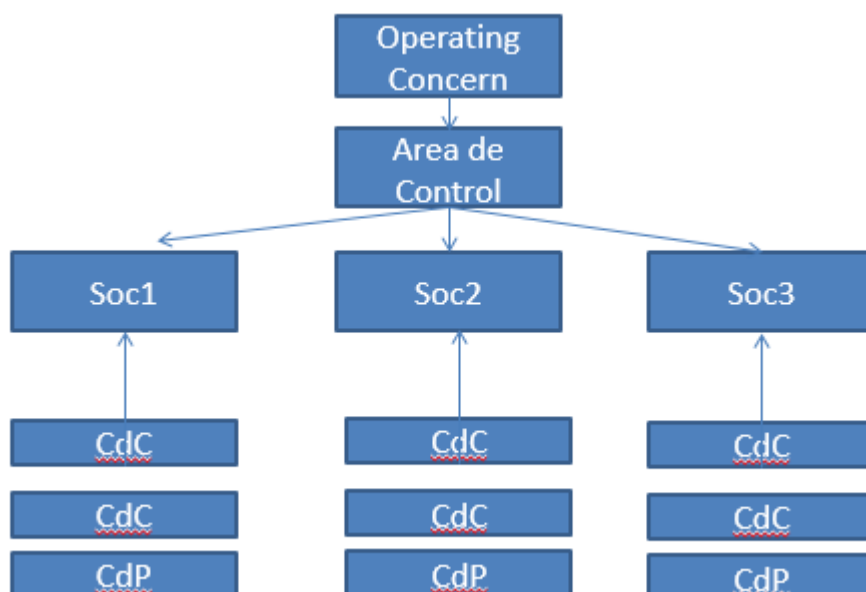 Operating
Concern
Area de
Control
Soc1
Soc2
Soc3
CdC
CdC
CdC
CdC
CdC
CdC
CdP
CdP
CdP